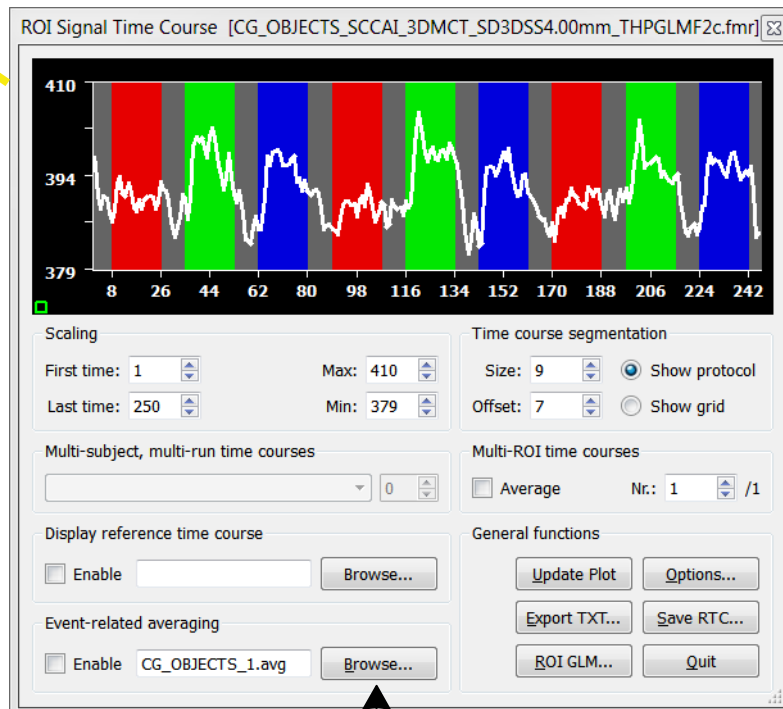 ROI Signal Time Course [CG_OBJECTS_SCCAI_3DMCT_SD3DSS4.00mm_THPGLMF2c.fmr]
410
394
379
8 26 44 62 80 98 116 134 152 170 188 206 224 242
Scaling
First time: 1 Max: 410
Last time: 250 Min: 379
Time course segmentation
Size: 9 Show protocol
Offset: 7 Show grid
Multi-subject, multi-run time courses
0
Multi-ROI time courses
Average Nr.: 1 /1
Display reference time course
Enable Browse...
Event-related averaging
Enable CG_OBJECTS_1.avg Browse...
General functions
Update Plot Options...
Export TXT... Save RTC...
ROI GLM... Quit